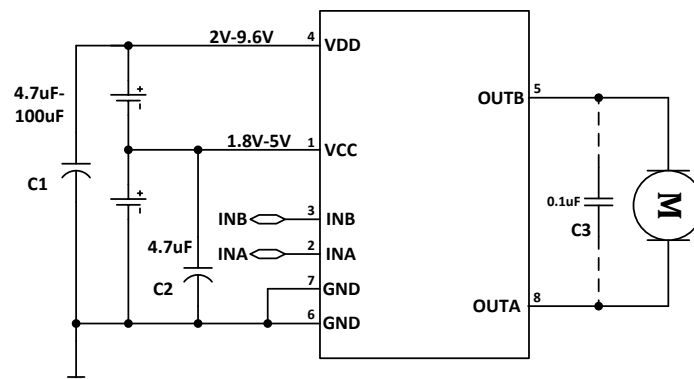 2V-9.6V
4
VDD
4.7uF-
100uF
C1
1.8V-5V
1
VCC
INB
3
INB
INA
2
INA
4.7uF
C2
7
GND
6
GND
OUTB
5
0.1uF
C3
M
OUTA
8